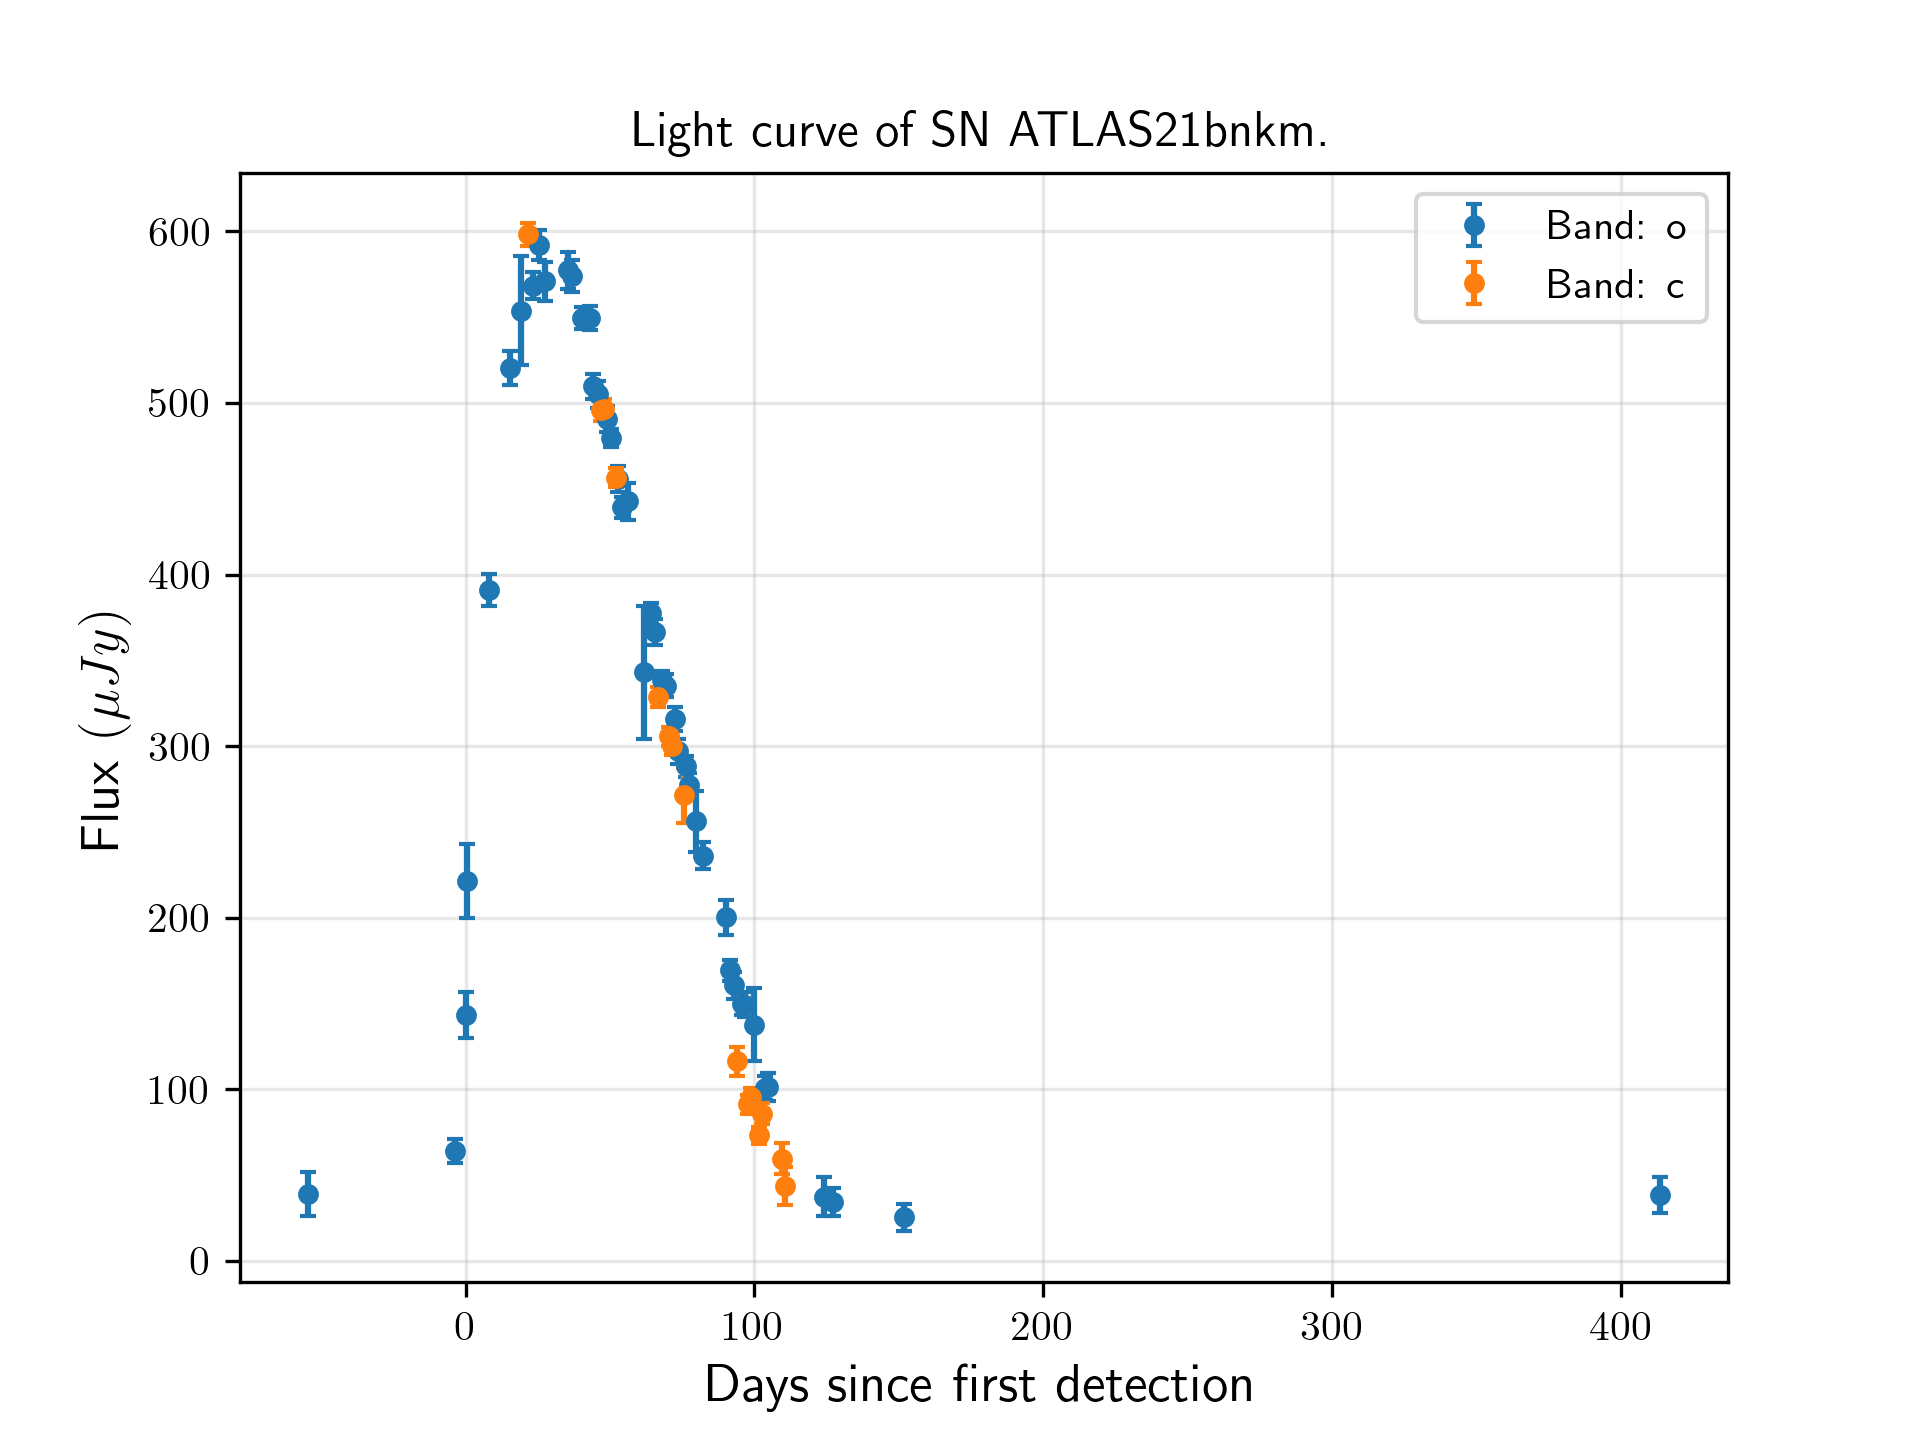 Light curve of SN ATLAS21bnkm.
Band: o
Band: c
600
500
400
300
200
100
0
Flux (μJy)
0 100 200 300 400
Days since first detection